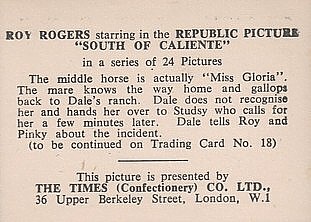 ROY ROGERS starring in the REPUBLIC PICTURE
"SOUTH OF CALIENTE"
in a series of 24 Pictures
The middle horse is actually "Miss Gloria".
The mare knows the way home and gallops
back to Dale's ranch. Dale does not recognise
her and hands her over to Studsy who calls
for her a few minutes later. Dale tells Roy and
Pinky about the incident.
(to be continued on Trading Card No. 18)
This picture is presented by
THE TIMES (Confectionery) CO. LTD.,
36 Upper Berkeley Street, London, W.1